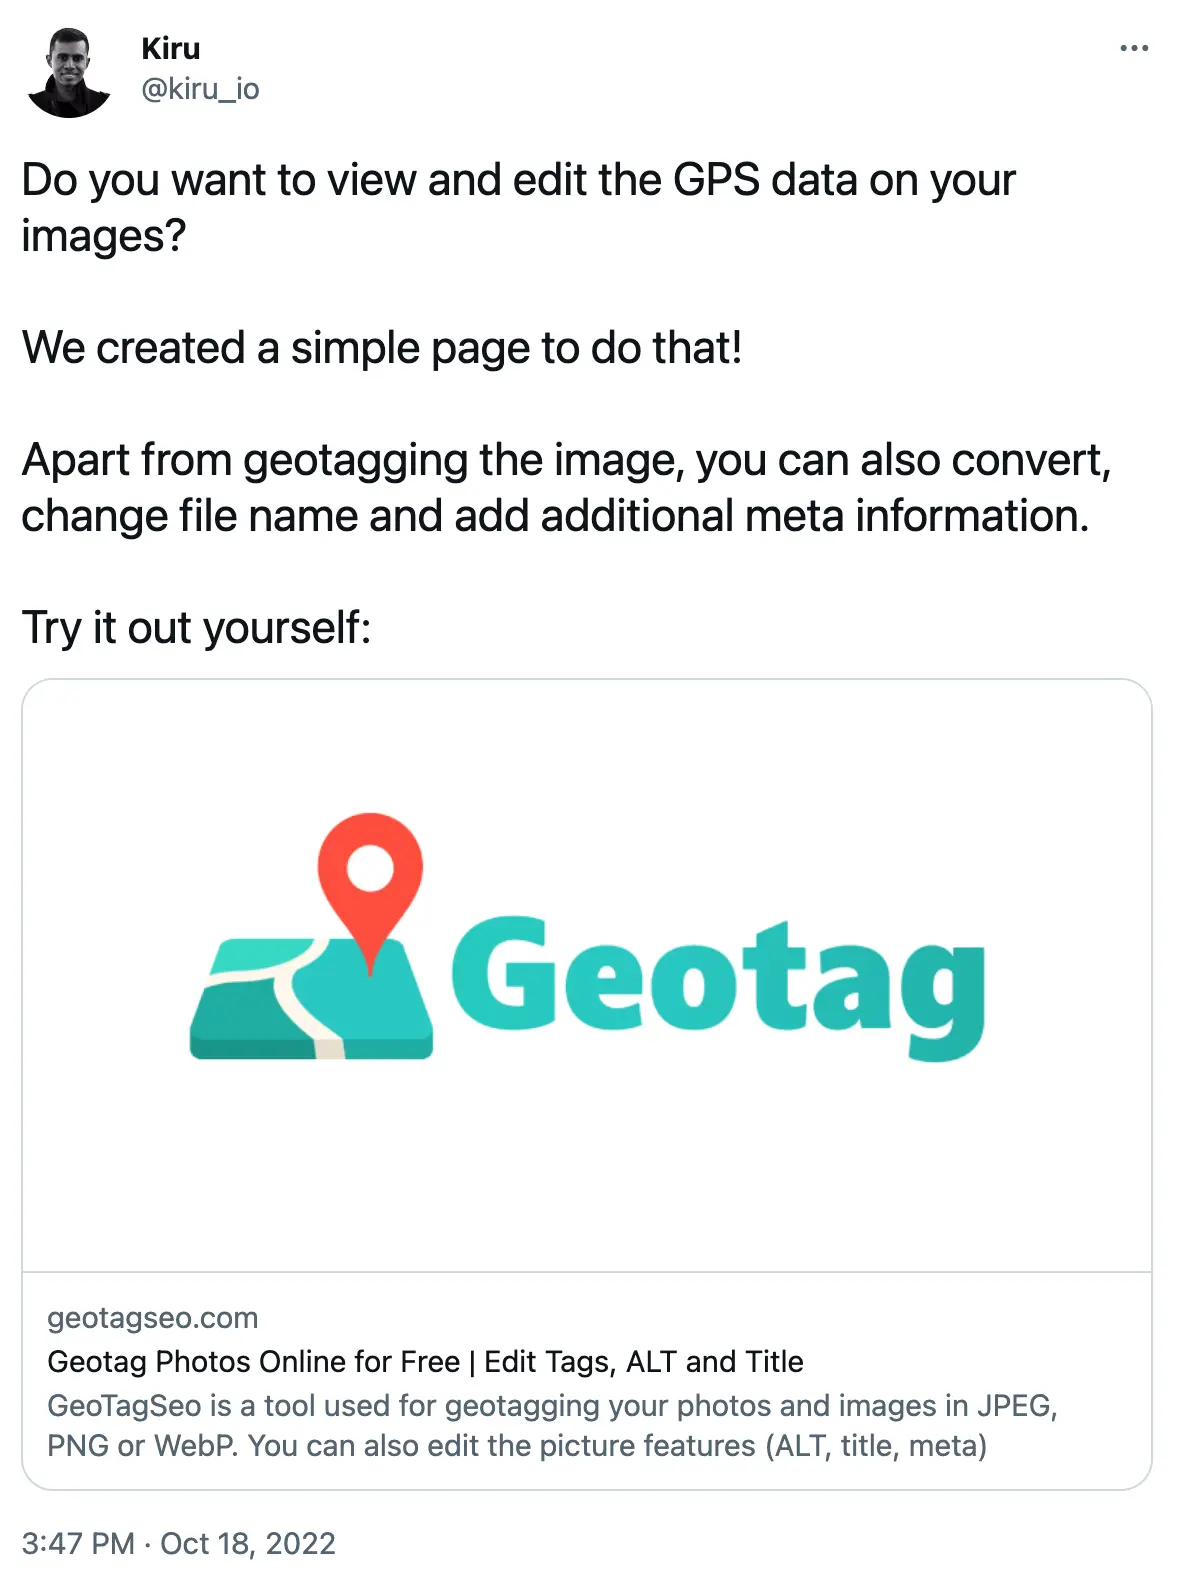 Kiru
@kiru_io
Do you want to view and edit the GPS data on your
images?
We created a simple page to do that!
Apart from geotagging the image, you can also convert,
change file name and add additional meta information.
Try it out yourself:
Geotag
geotagseo.com
Geotag Photos Online for Free | Edit Tags, ALT and Title
GeoTagSeo is a tool used for geotagging your photos and images in JPEG,
PNG or WebP. You can also edit the picture features (ALT, title, meta)
3:47 PM · Oct 18, 2022